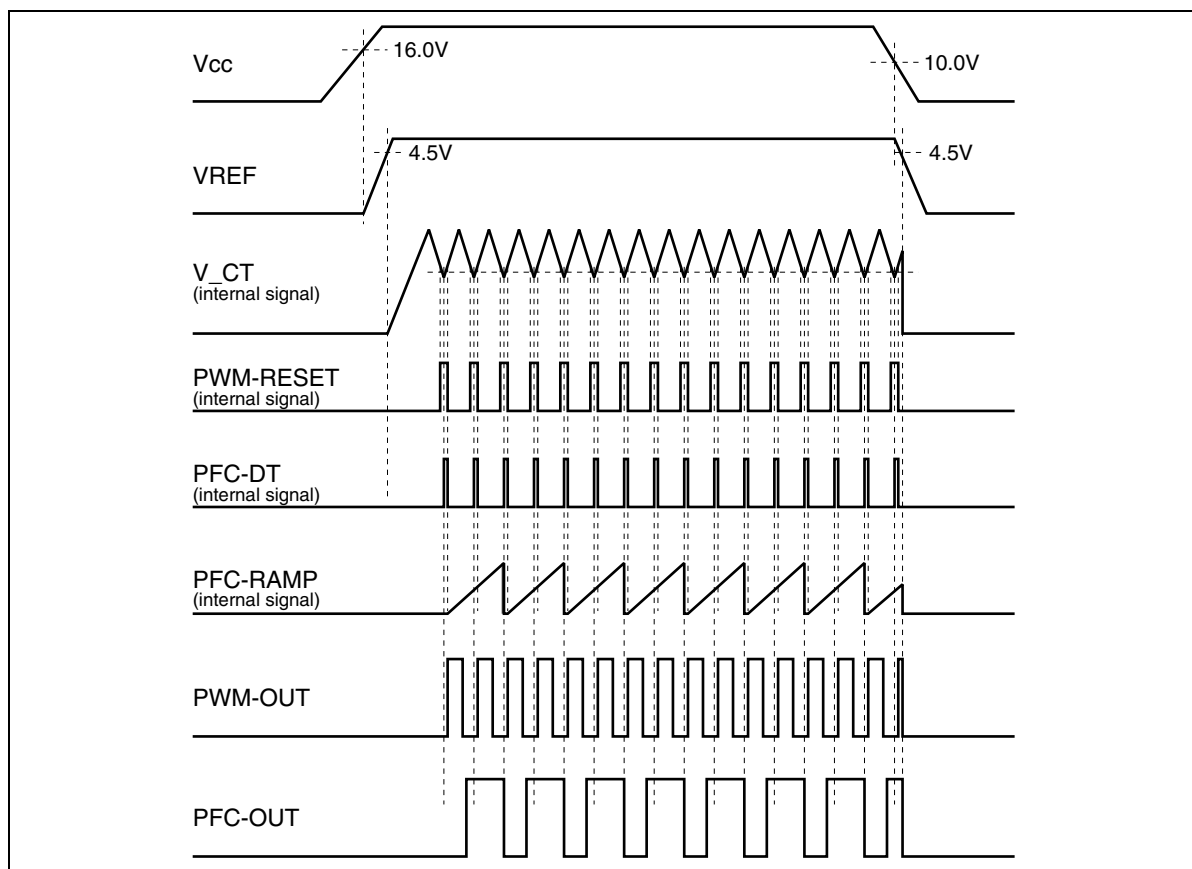 Vcc
16.0V
10.0V
VREF
4.5V
4.5V
V_CT
(internal signal)
PWM-RESET
(internal signal)
PFC-DT
(internal signal)
PFC-RAMP
(internal signal)
PWM-OUT
PFC-OUT